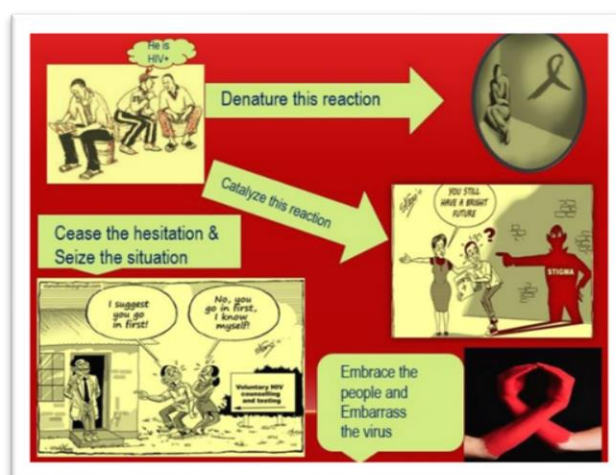 He is
HIV+
Denature this reaction
Catalyze this reaction
YOU STILL
HAVE A BRIGHT
FUTURE
?
STIGMA
Cease the hesitation &
Seize the situation
I suggest
you go
in first!
No, you
go in first,
I know
myself!
Voluntary HIV
counselling
and testing
Embrace the
people and
Embarrass
the virus